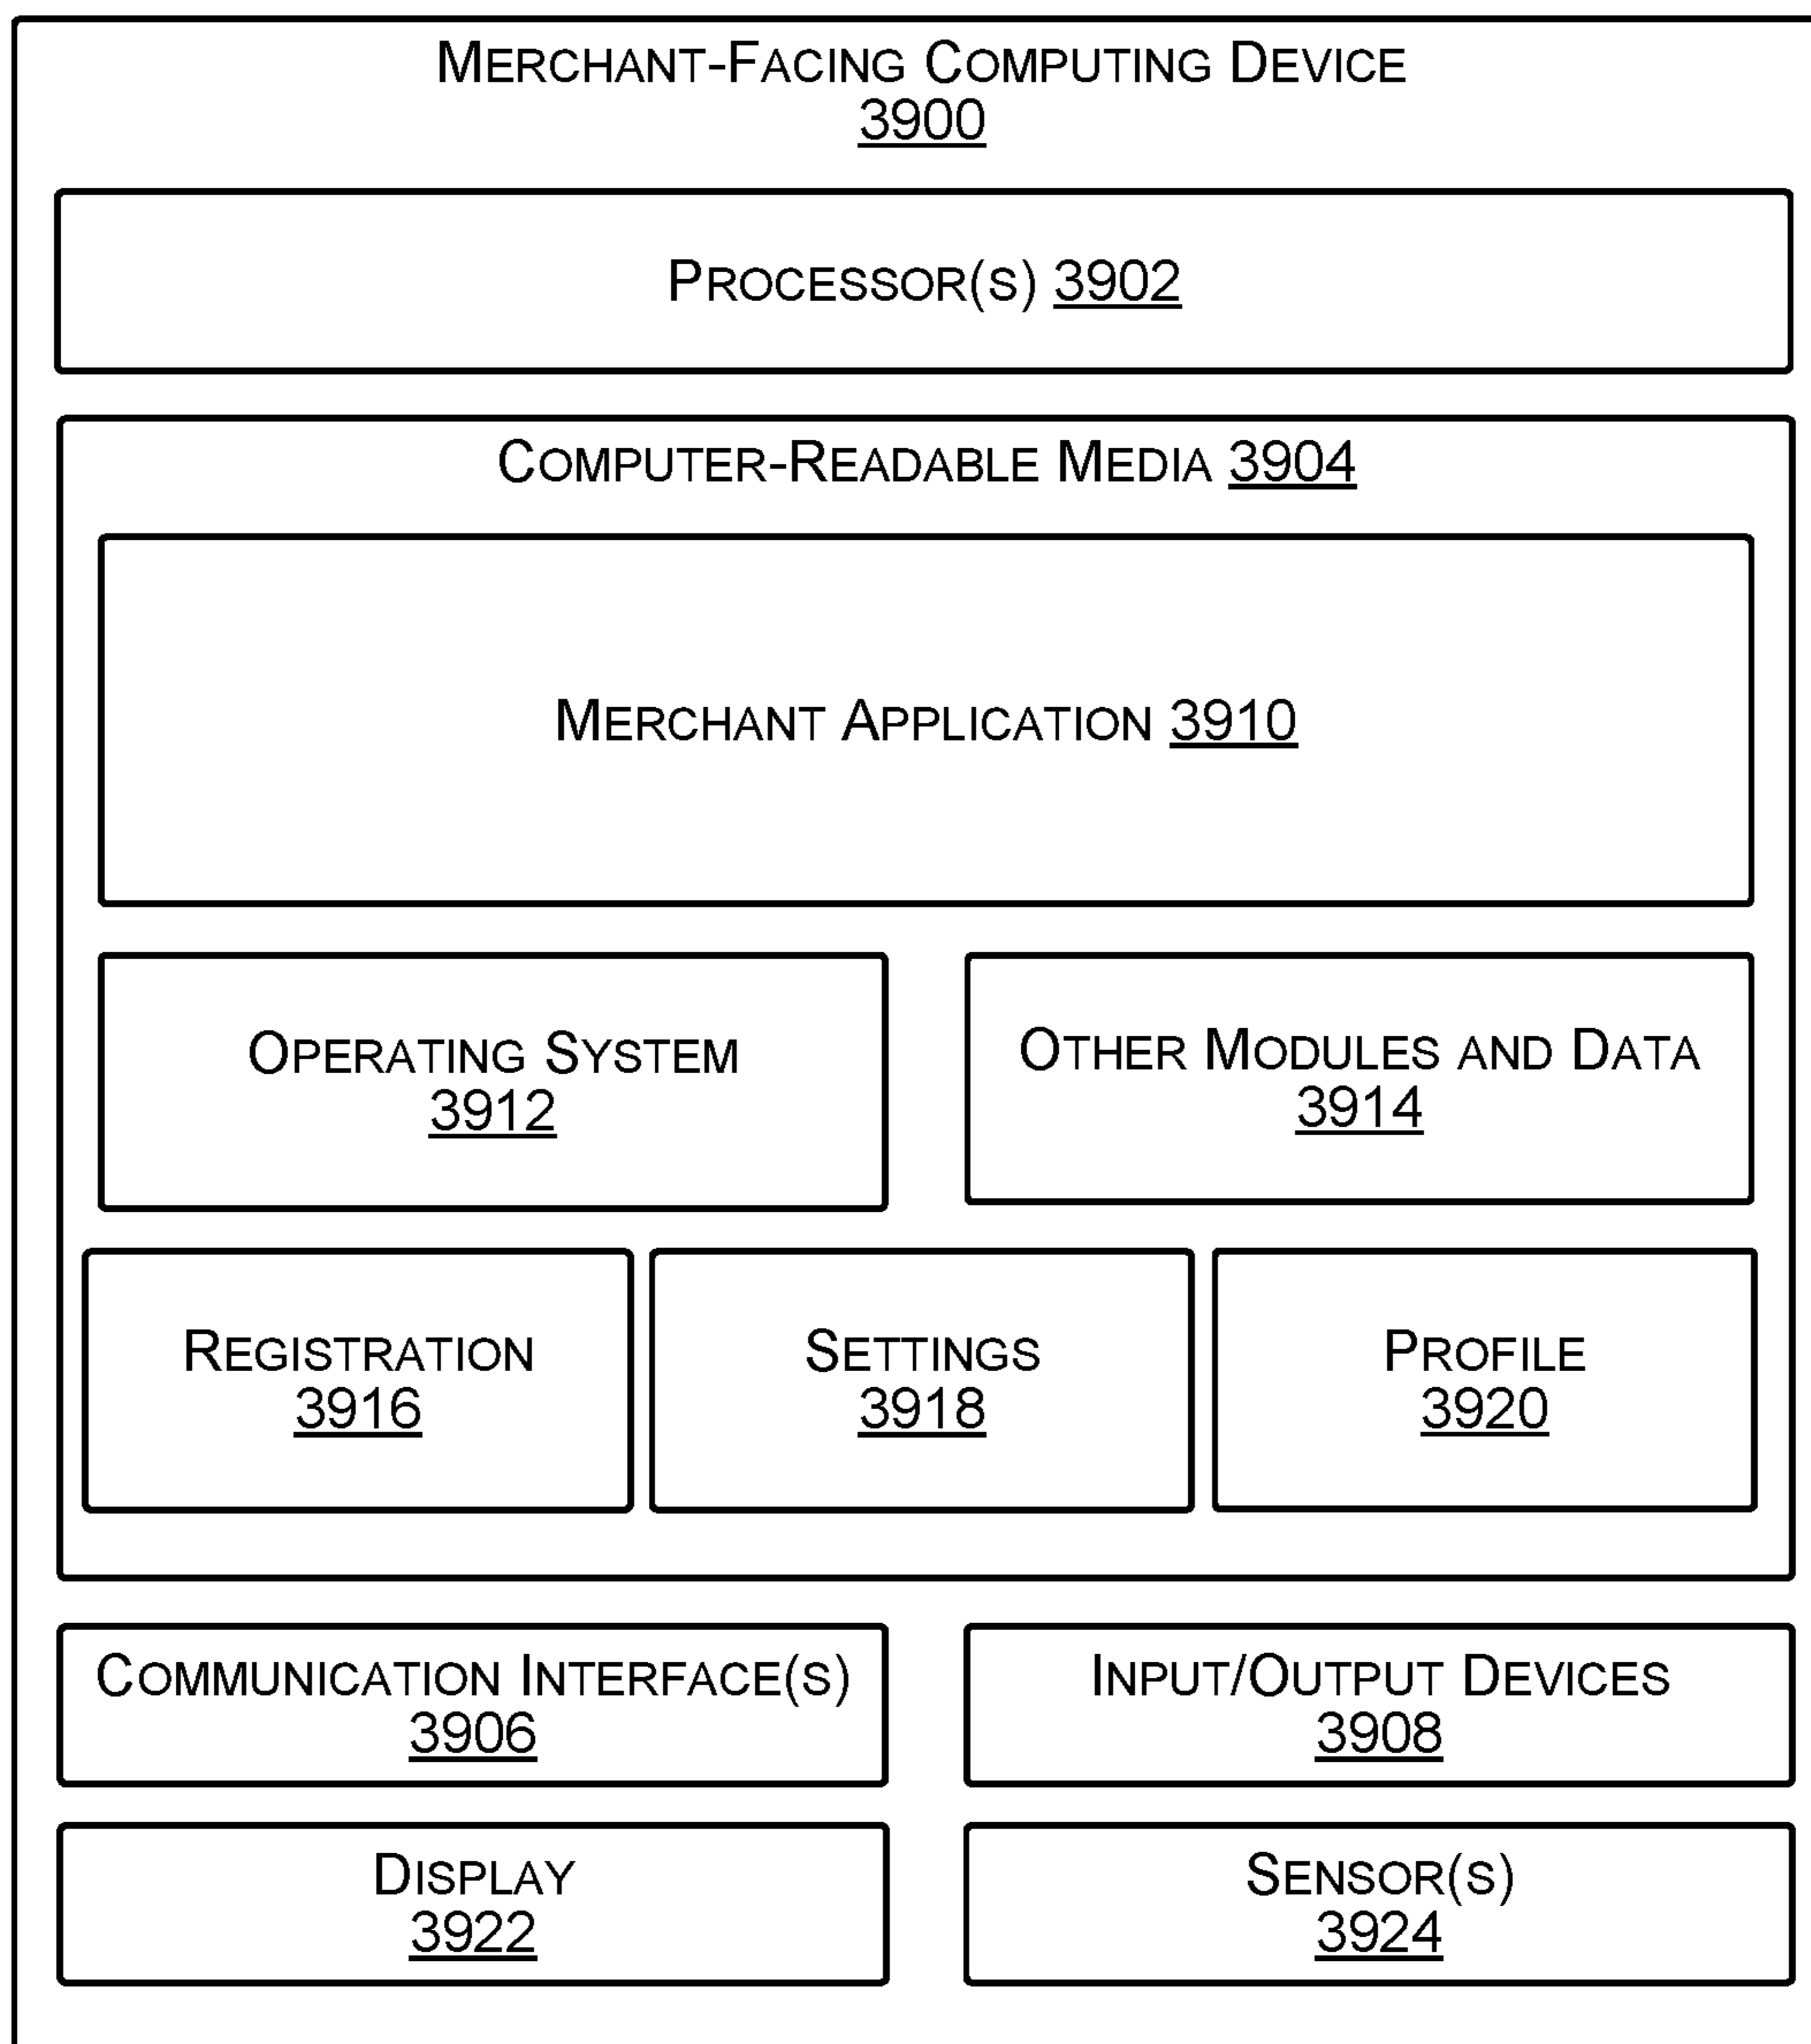 MERCHANT-FACING COMPUTING DEVICE
3900
PROCESSOR(S) 3902
COMPUTER-READABLE MEDIA 3904
MERCHANT APPLICATION 3910
OPERATING SYSTEM
3912
OTHER MODULES AND DATA
3914
REGISTRATION
3916
SETTINGS
3918
PROFILE
3920
COMMUNICATION INTERFACE(S)
3906
INPUT/OUTPUT DEVICES
3908
DISPLAY
3922
SENSOR(S)
3924